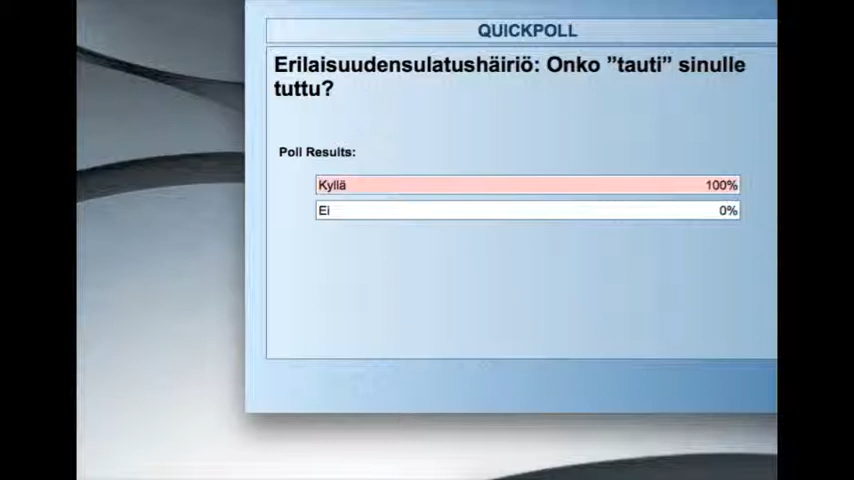 QUICKPOLL
Erilaisuudensulatushäiriö: Onko ”tauti” sinulle
tuttu?
Poll Results:
Kyllä 100%
Ei 0%